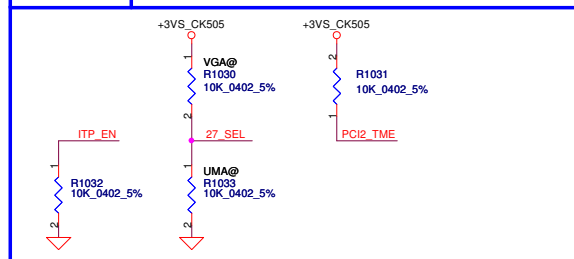 +3VS_CK505 +3VS_CK505
1 VGA@ 2
R1030 R1031
10K_0402_5% 10K_0402_5%
2 1
ITP_EN 27_SEL PCI2_TME
1 1 UMA@
R1032 R1033
10K_0402_5% 10K_0402_5%
2 2